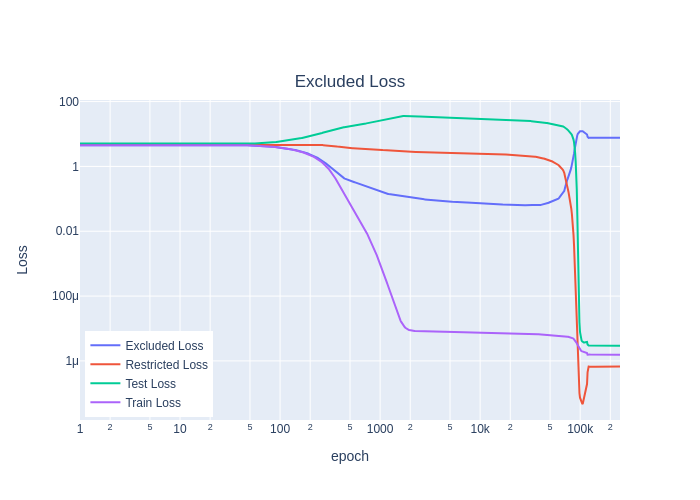 Excluded Loss
100
1
0.01
100μ
1μ
Loss
Excluded Loss
Restricted Loss
Test Loss
Train Loss
1 2 5 10 2 5 100 2 5 1000 2 5 10k 2 5 100k 2
epoch